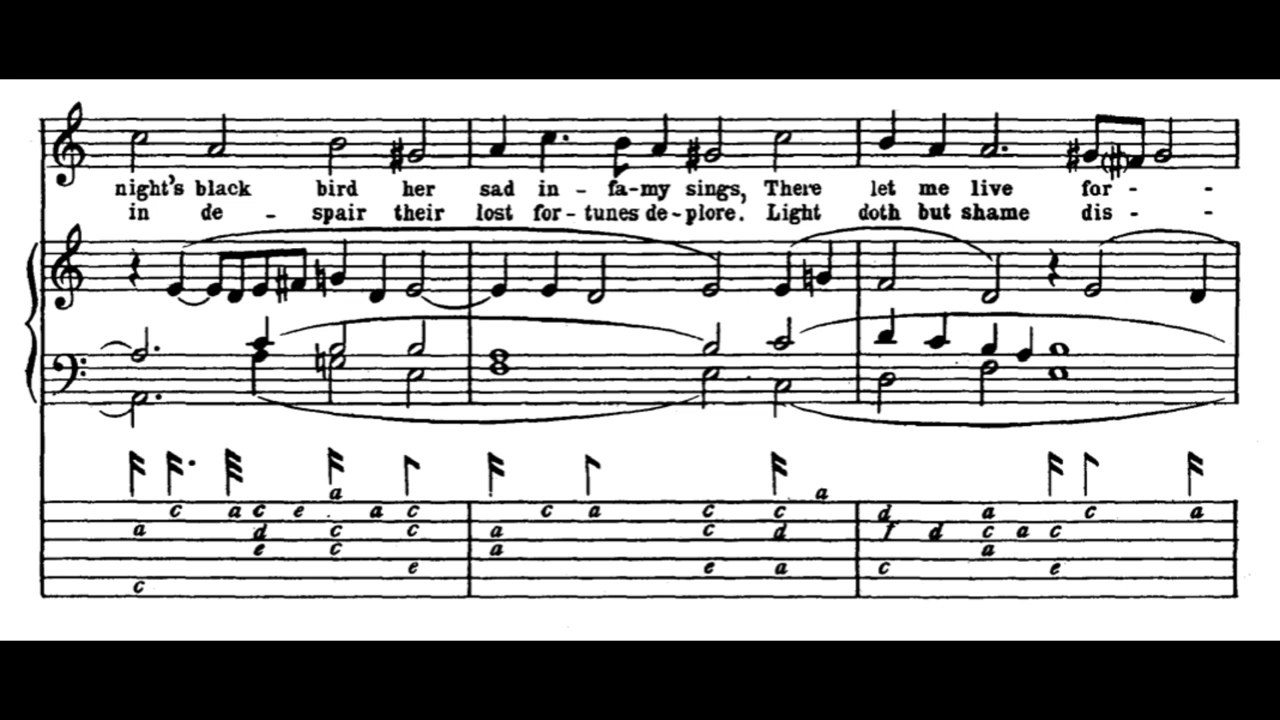 night's black bird her sad in - fa-my sings, There let me live for - -
in de - spair their lost for - tunes de-plore. Light doth but shame dis - -
a a
c a c e a c c a c c d a c a
a d c c a c d f d c a c
e c a a
e e a c e
c